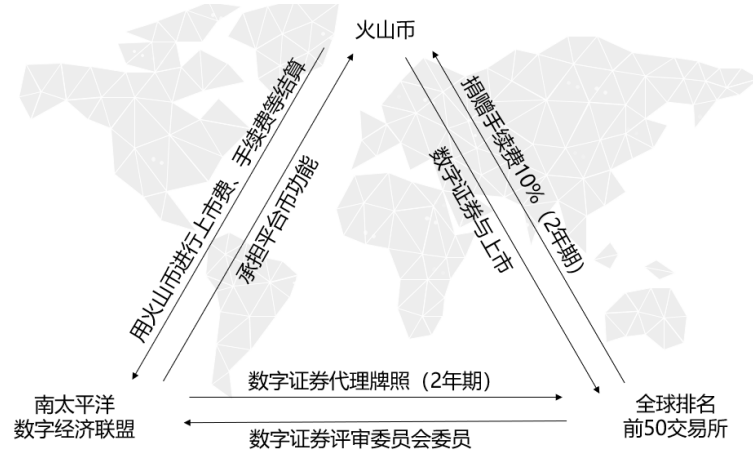 火山币
用火山币进行上市费、手续费等结算
承担平台币功能
数字证券与上市
捐赠手续费10%（2年期）
南太平洋
数字经济联盟
数字证券代理牌照（2年期）
数字证券评审委员会委员
全球排名
前50交易所